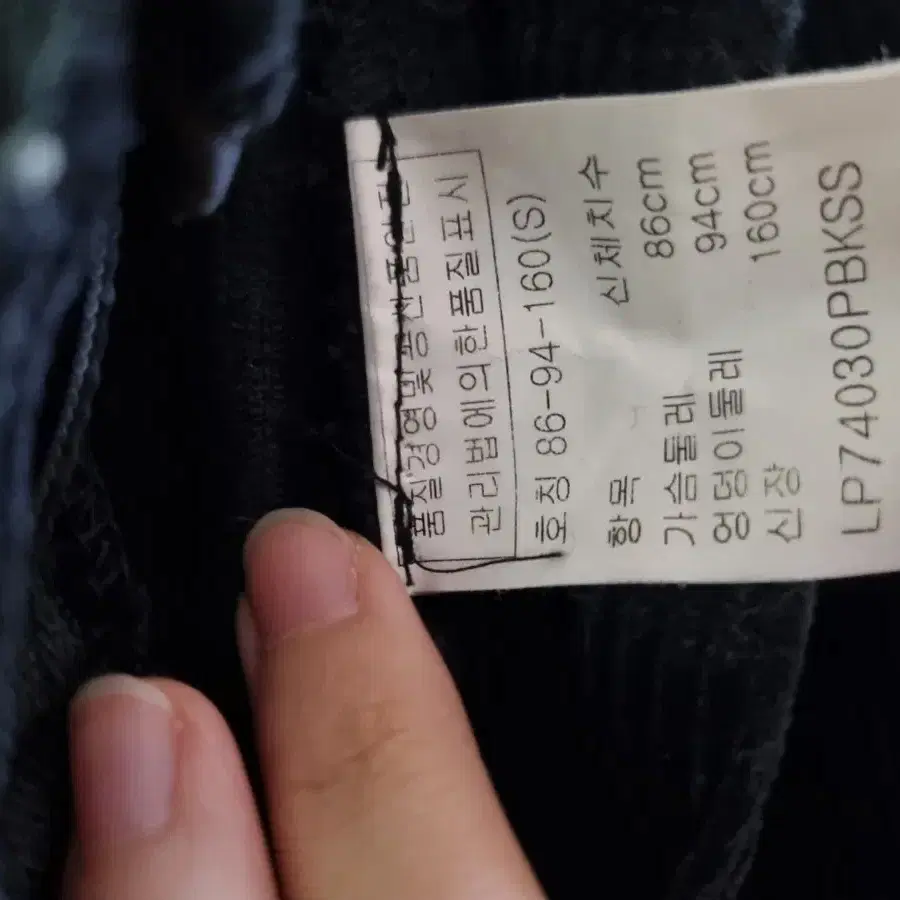 품질경영및공산품안전
관리법에의한품질표시
호칭 86-94-160(S)
항목 신체치수
가슴둘레 86cm
엉덩이둘레 94cm
신장 160cm
LP74030PBKSS